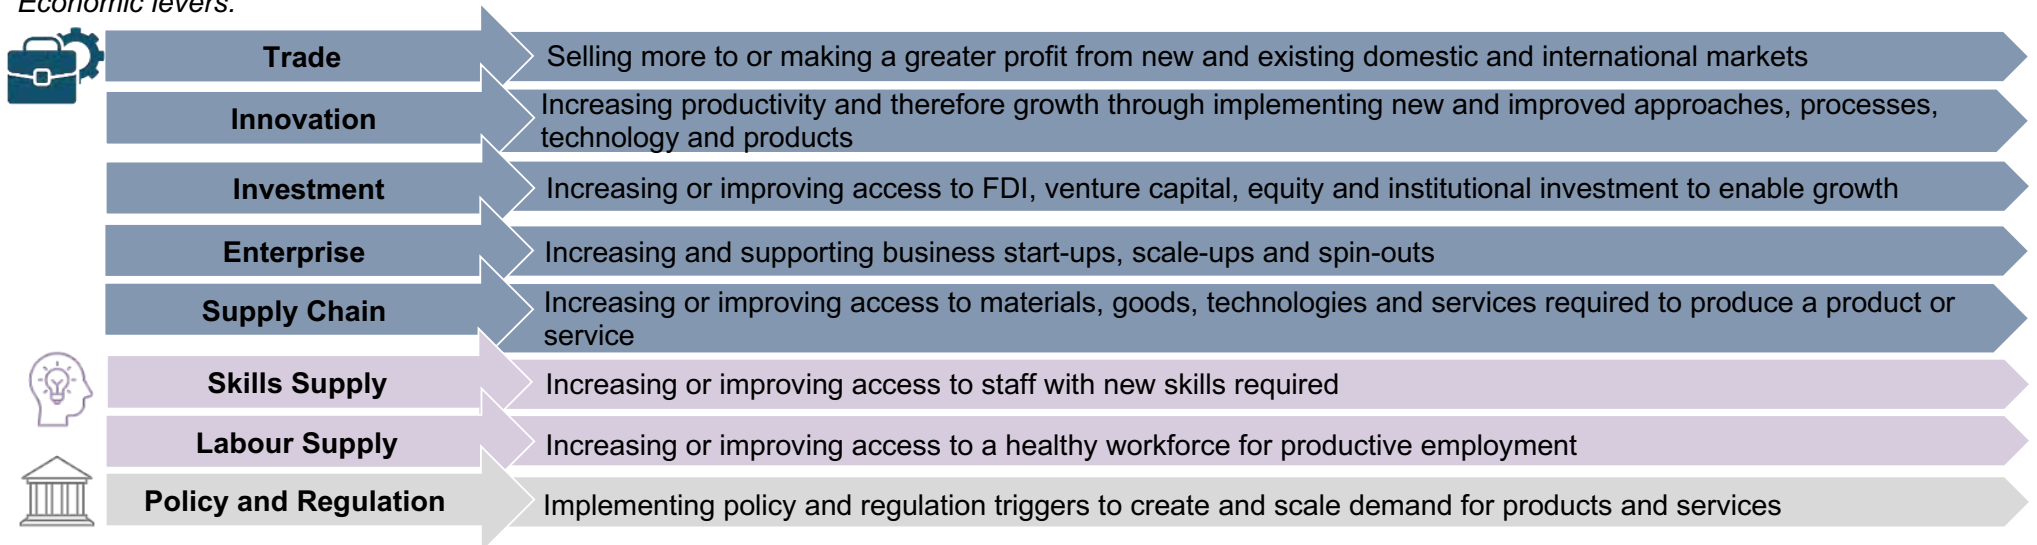 Economic levers:
Trade
Selling more to or making a greater profit from new and existing domestic and international markets
Innovation
Increasing productivity and therefore growth through implementing new and improved approaches, processes,
technology and products
Investment
Increasing or improving access to FDI, venture capital, equity and institutional investment to enable growth
Enterprise
Increasing and supporting business start-ups, scale-ups and spin-outs
Supply Chain
Increasing or improving access to materials, goods, technologies and services required to produce a product or
service
Skills Supply
Increasing or improving access to staff with new skills required
Labour Supply
Increasing or improving access to a healthy workforce for productive employment
Policy and Regulation
Implementing policy and regulation triggers to create and scale demand for products and services